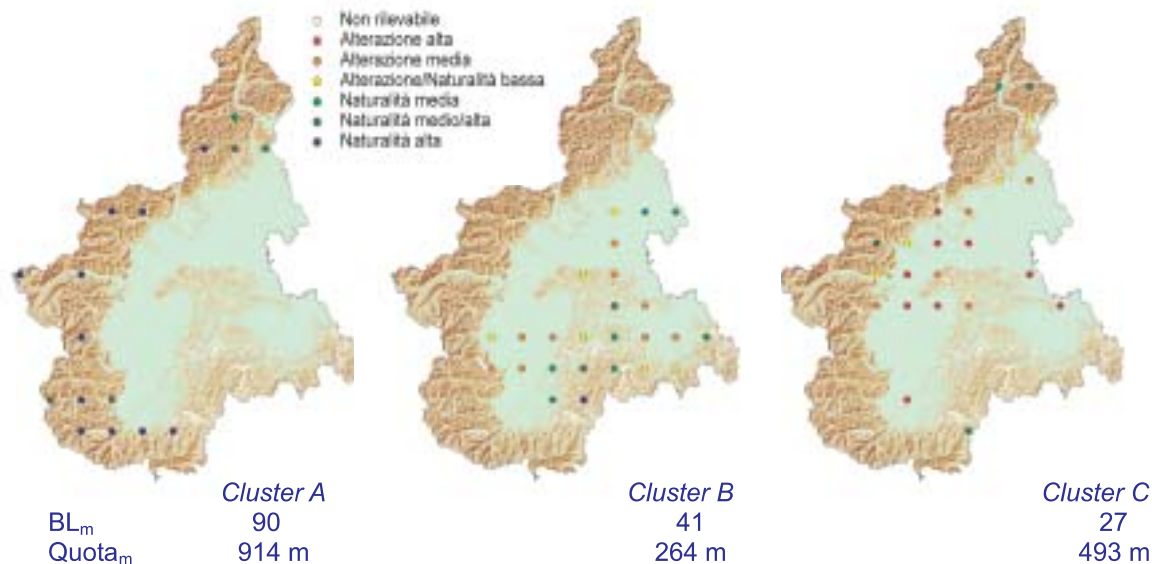 Non rilevabile
Alterazione alta
Alterazione media
Alterazione/Naturalità bassa
Naturalità media
Naturalità medio/alta
Naturalità alta
Cluster A Cluster B Cluster C
BLm 90 41 27
Quotam 914 m 264 m 493 m